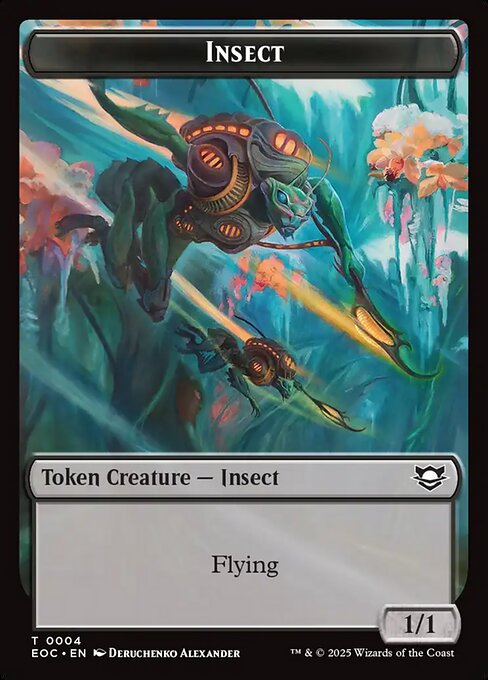 Insect
Token Creature — Insect
Flying
1/1
T 0004
EOC • EN Deruchenko Alexander
™ & © 2025 Wizards of the Coast